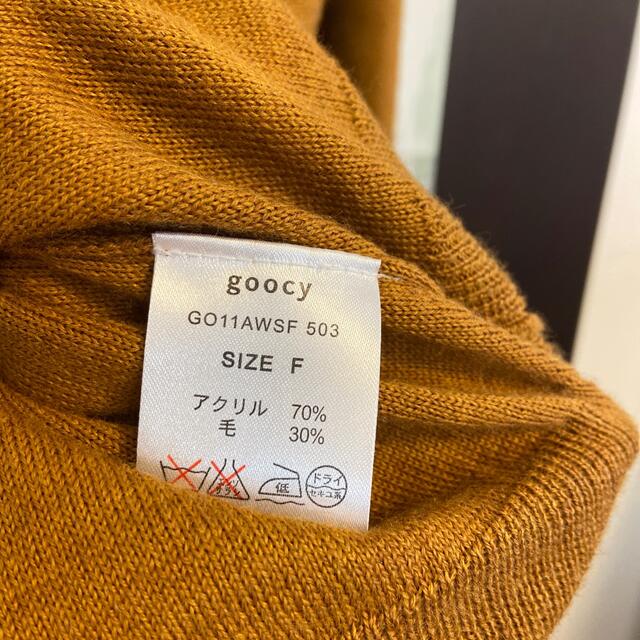 goocy
GO11AWSF 503
SIZE F
アクリル 70%
毛 30%
低
ドライ
セキユ系